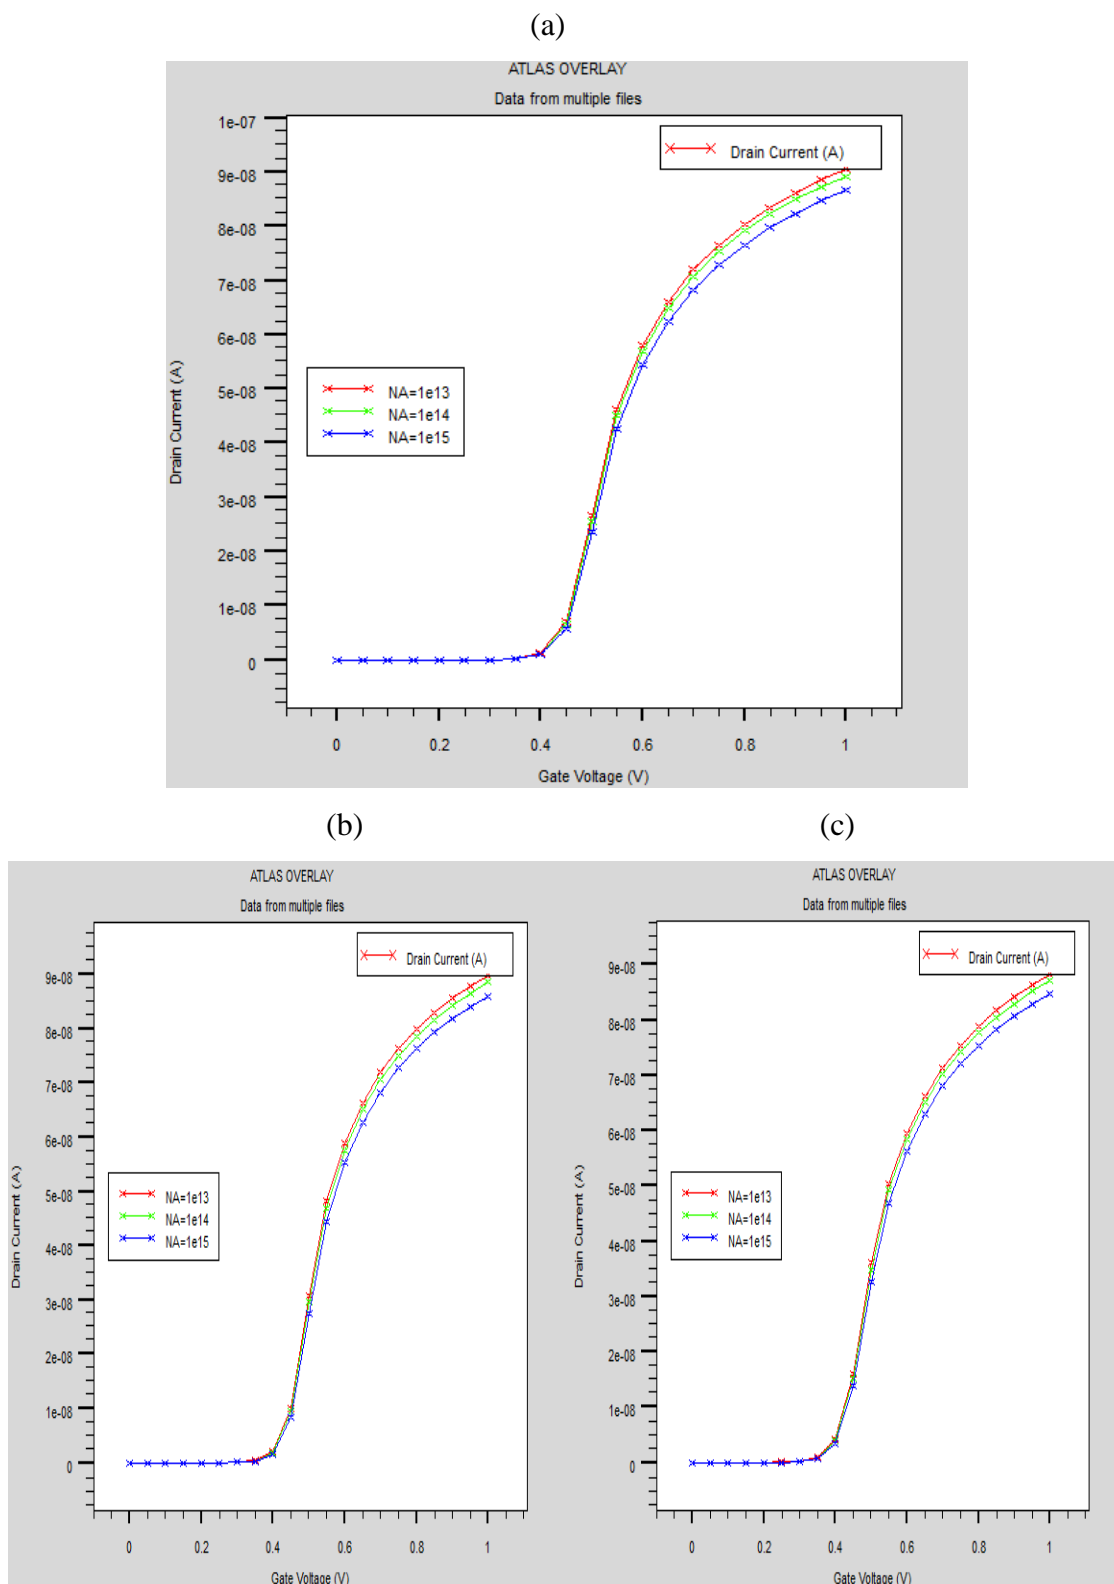 (a)
ATLAS OVERLAY
Data from multiple files
1e-07
9e-08
8e-08
7e-08
6e-08
5e-08
4e-08
3e-08
2e-08
1e-08
0
Drain Current (A)
Drain Current (A)
NA=1e13
NA=1e14
NA=1e15
0 0.2 0.4 0.6 0.8 1
Gate Voltage (V)
(b)
ATLAS OVERLAY
Data from multiple files
9e-08
8e-08
7e-08
6e-08
5e-08
4e-08
3e-08
2e-08
1e-08
0
Drain Current (A)
Drain Current (A)
NA=1e13
NA=1e14
NA=1e15
0 0.2 0.4 0.6 0.8 1
Gate Voltage (V)
(c)
ATLAS OVERLAY
Data from multiple files
9e-08
8e-08
7e-08
6e-08
5e-08
4e-08
3e-08
2e-08
1e-08
0
Drain Current (A)
Drain Current (A)
NA=1e13
NA=1e14
NA=1e15
0 0.2 0.4 0.6 0.8 1
Gate Voltage (V)